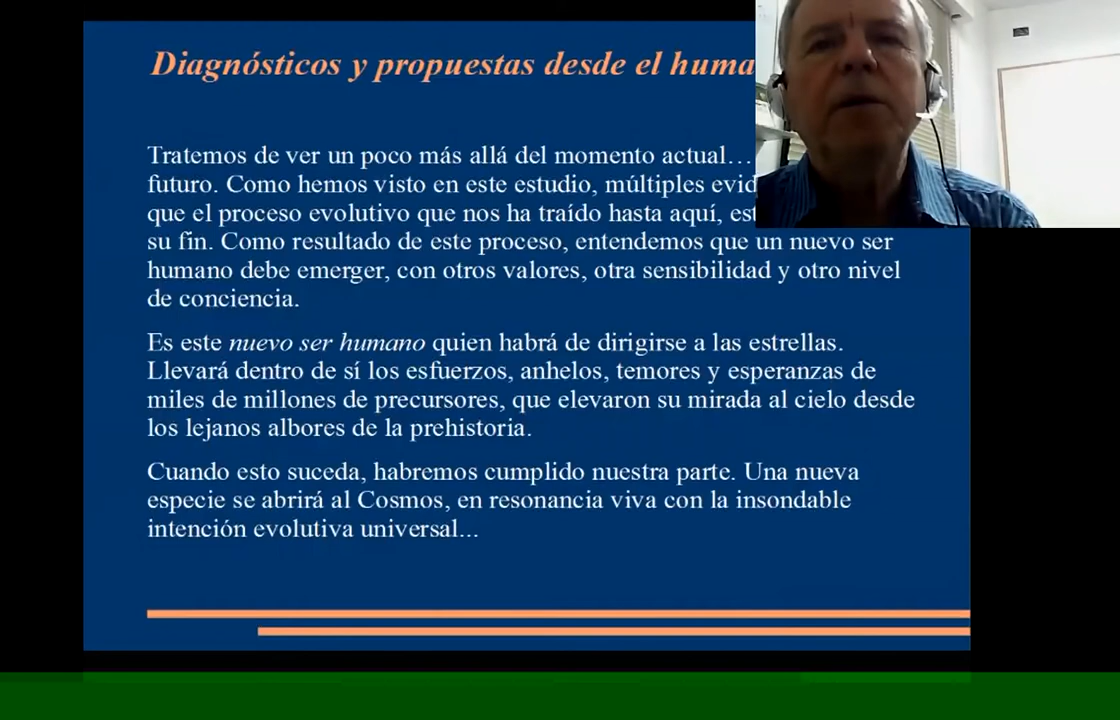 Diagnósticos y propuestas desde el huma
Tratemos de ver un poco más allá del momento actual…
futuro. Como hemos visto en este estudio, múltiples
que el proceso evolutivo que nos ha traído hasta aquí,
su fin. Como resultado de este proceso, entendemos que un nuevo ser
humano debe emerger, con otros valores, otra sensibilidad y otro nivel
de conciencia.
Es este nuevo ser humano quien habrá de dirigirse a las estrellas.
Llevará dentro de sí los esfuerzos, anhelos, temores y esperanzas de
miles de millones de precursores, que elevaron su mirada al cielo desde
los lejanos albores de la prehistoria.
Cuando esto suceda, habremos cumplido nuestra parte. Una nueva
especie se abrirá al Cosmos, en resonancia viva con la insondable
intención evolutiva universal...